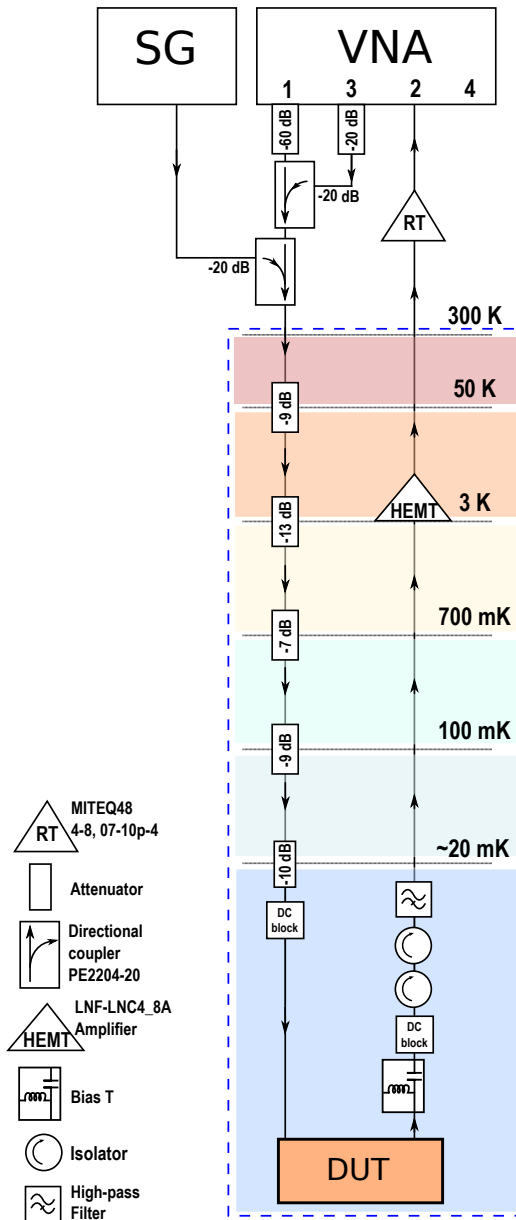 SG
VNA
1
3
2
4
-60 dB
-20 dB
-20 dB
-20 dB
RT
300 K
50 K
-9 dB
3 K
HEMT
-13 dB
700 mK
-7 dB
100 mK
-9 dB
~20 mK
-10 dB
DC
block
DC
block
DUT
RT
MITEQ48
4-8, 07-10p-4
Attenuator
Directional
coupler
PE2204-20
HEMT
LNF-LNC4_8A
Amplifier
Bias T
Isolator
High-pass
Filter